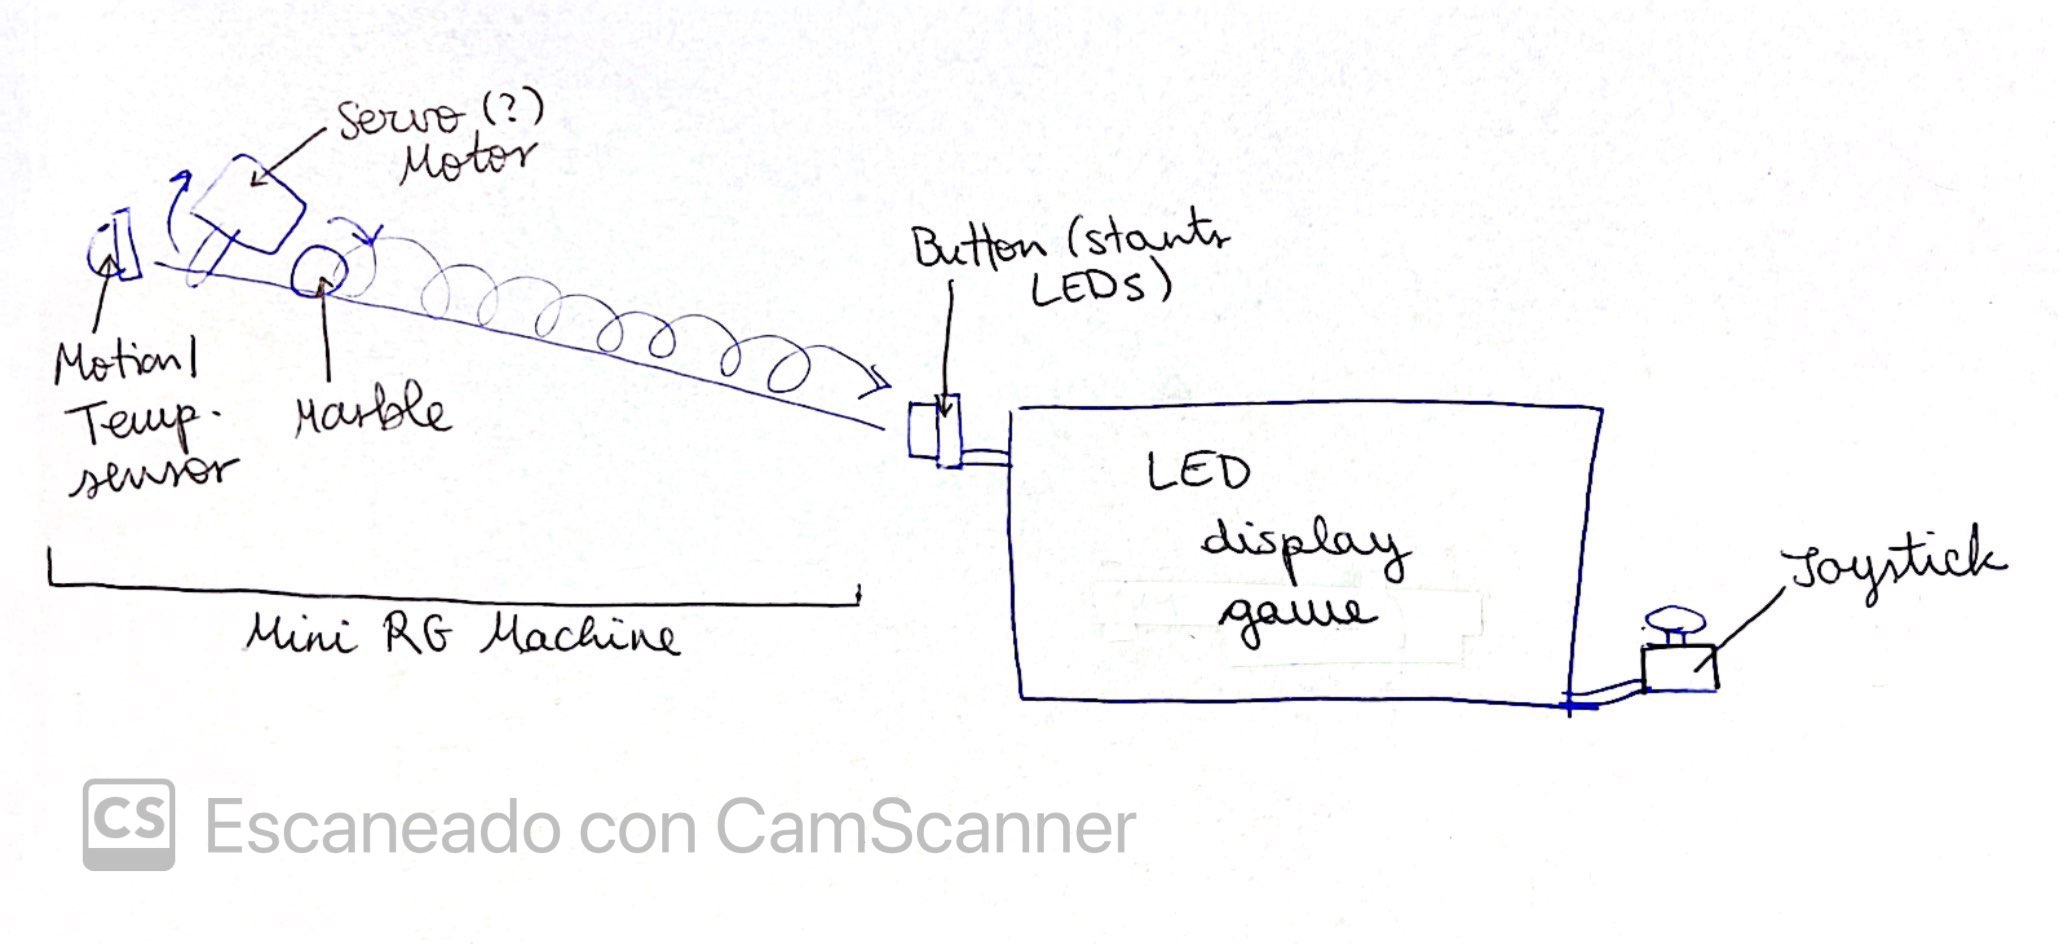 Servo (?)
Motor
Button (starts
LEDs)
Motion/
Temp.
sensor
Marble
LED
display
game
Joystick
Mini RG Machine
CS Escaneado con CamScanner